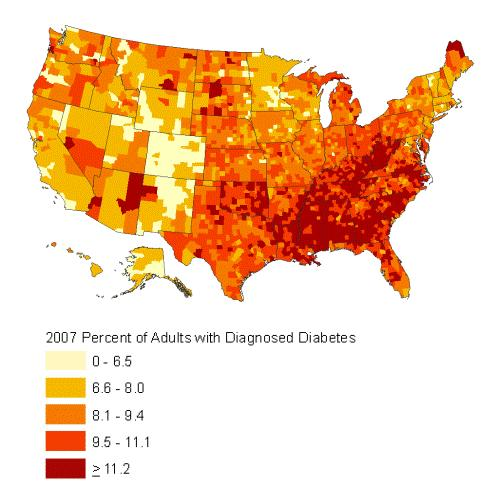 2007 Percent of Adults with Diagnosed Diabetes
0 - 6.5
6.6 - 8.0
8.1 - 9.4
9.5 - 11.1
≥ 11.2